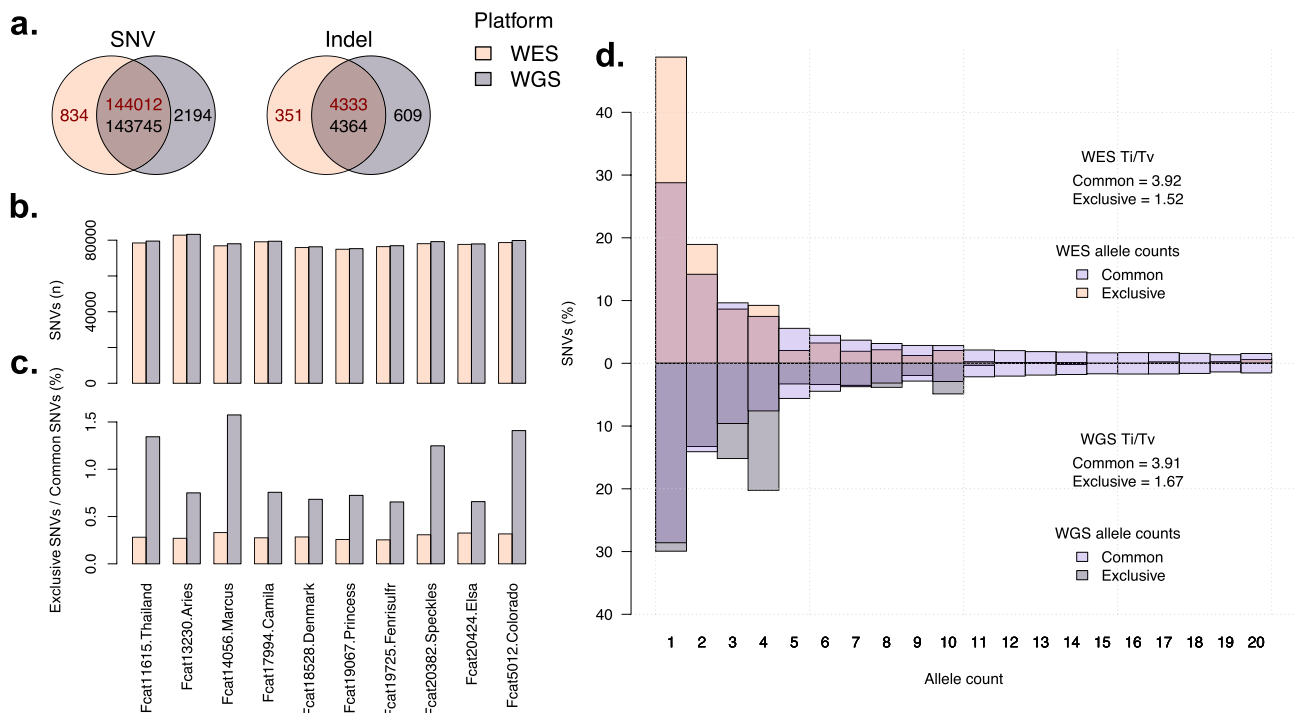 a.
SNV
834
144012
143745
2194
Indel
351
4333
4364
609
Platform
WES
WGS
b.
SNVs (n)
80000
40000
0
c.
Exclusive SNVs / Common SNVs (%)
1.5
1.0
0.5
0.0
Fcat11615.Thailand
Fcat13230.Aries
Fcat14056.Marcus
Fcat17994.Camila
Fcat18528.Denmark
Fcat19067.Princess
Fcat19725.Fenrisulfr
Fcat20382.Speckles
Fcat20424.Elsa
Fcat5012.Colorado
d.
SNVs (%)
40
30
20
10
0
10
20
30
40
WES Ti/Tv
Common = 3.92
Exclusive = 1.52
WES allele counts
Common
Exclusive
WGS Ti/Tv
Common = 3.91
Exclusive = 1.67
WGS allele counts
Common
Exclusive
1 2 3 4 5 6 7 8 9 10 11 12 13 14 15 16 17 18 19 20
Allele count